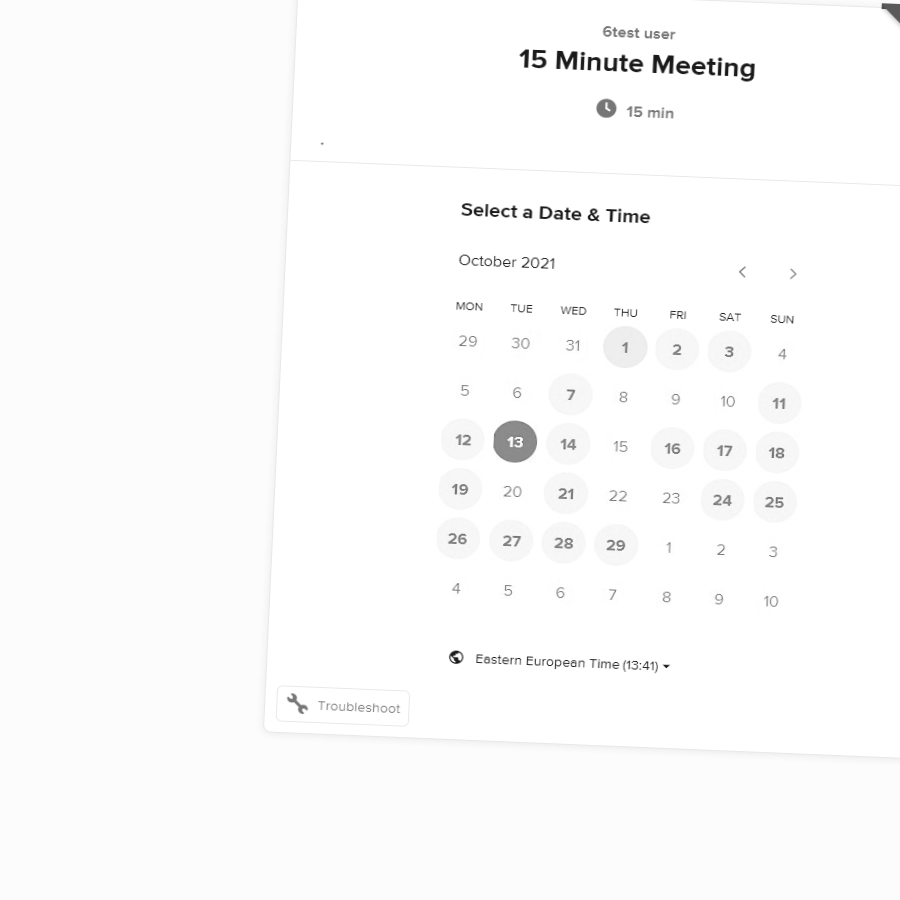 6test user
15 Minute Meeting
15 min
.
Select a Date & Time
October 2021
MON TUE WED THU FRI SAT SUN
29 30 31 1 2 3 4
5 6 7 8 9 10 11
12 13 14 15 16 17 18
19 20 21 22 23 24 25
26 27 28 29 1 2 3
4 5 6 7 8 9 10
Eastern European Time (13:41)
Troubleshoot